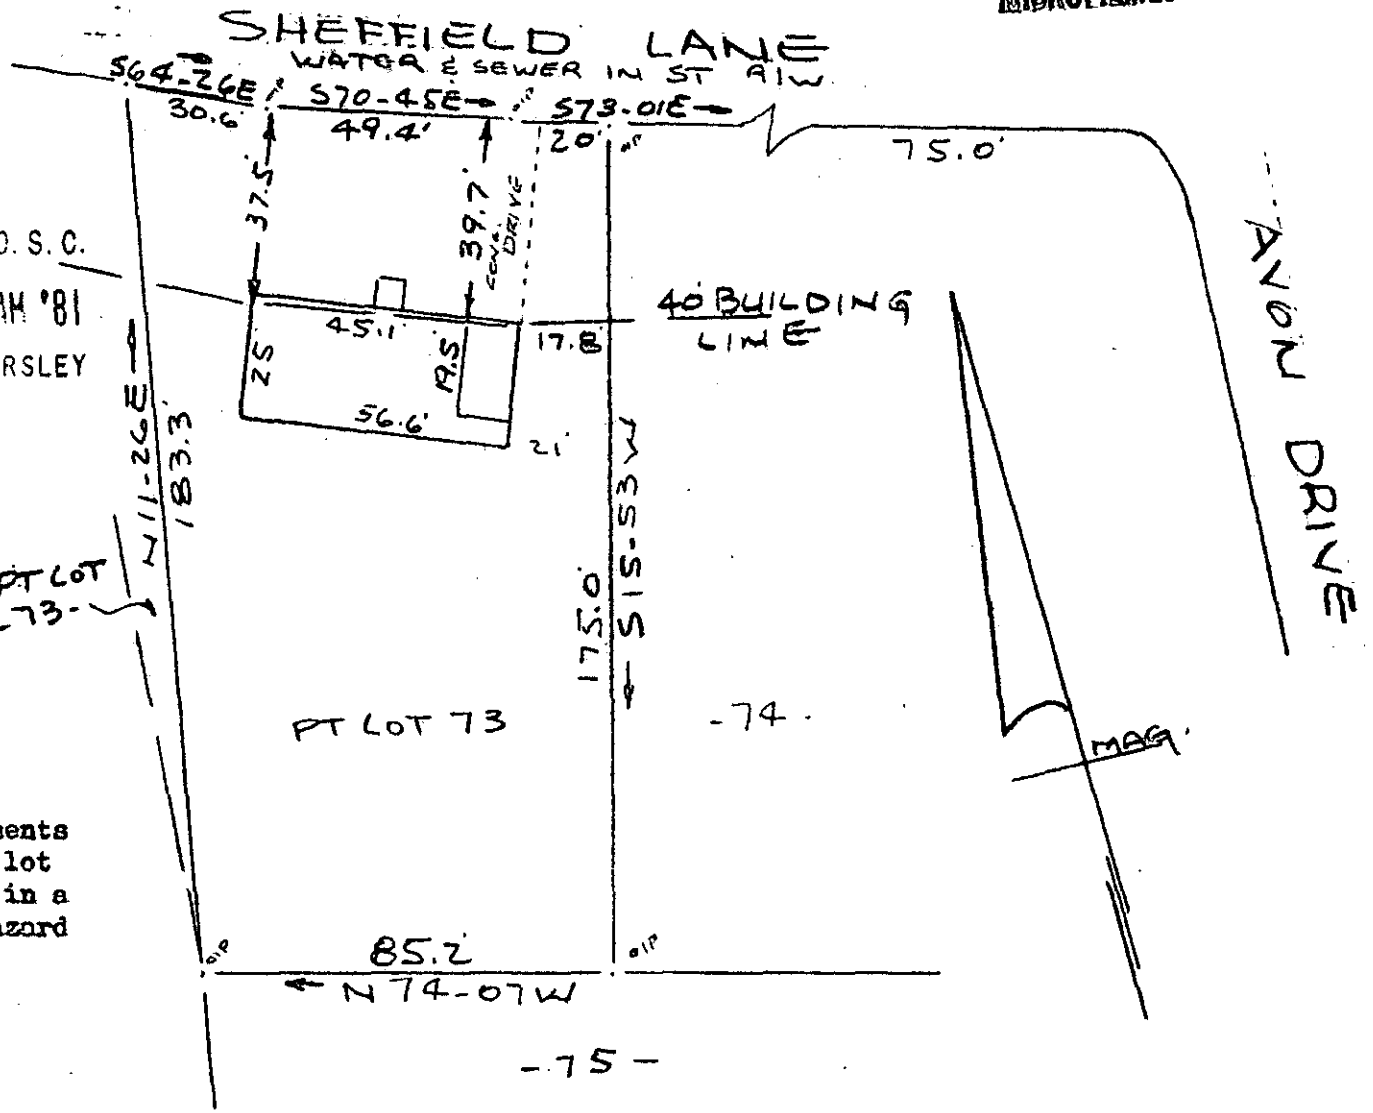 SHEFFIELD LANE
WATER & SEWER IN ST R/W
S64-26E
30.6'
S70-45E
49.4'
S73-01E
20'
75.0'
37.5'
39.7'
CONC.
DRIVE
O. S. C.
AM '81
RSLEY
40' BUILDING
LINE
45.1'
17.8'
25
19.5'
56.6'
21'
AVON DRIVE
N11-26E
183.3'
175.0'
S15-53W
PT LOT
73-
PT LOT 73
-74-
MAG.
lot
in a
85.2'
N74-07W
-75-